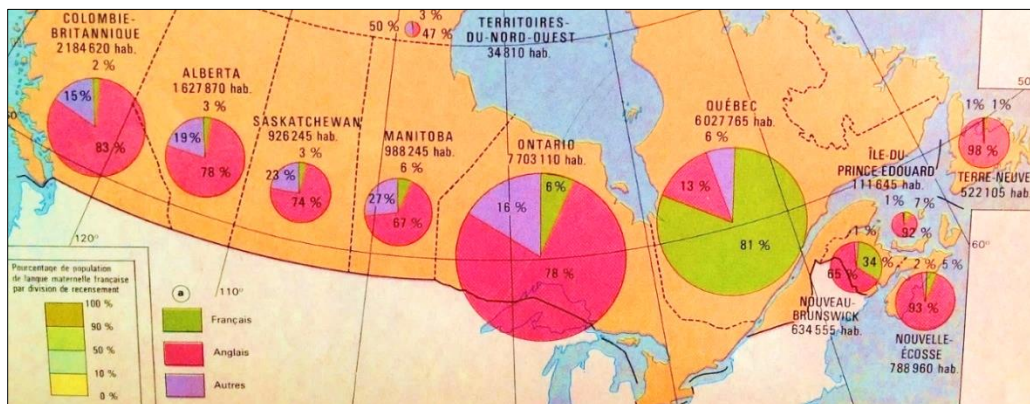 COLOMBIE-
BRITANNIQUE
2 184 620 hab.
2 %
15 %
83 %
ALBERTA
1 627 870 hab.
3 %
19 %
78 %
SASKATCHEWAN
926 245 hab.
3 %
23 %
74 %
MANITOBA
988 245 hab.
6 %
27 %
67 %
3 %
50 %
47 %
TERRITOIRES-
DU-NORD-OUEST
34 810 hab.
ONTARIO
7 703 110 hab.
6 %
16 %
78 %
QUÉBEC
6 027 765 hab.
6 %
13 %
81 %
ÎLE-DU
PRINCE-ÉDOUARD
111 645 hab.
1 % 7 %
92 %
1 % 1 %
98 %
TERRE-NEUVE
522 105 hab.
1 %
34 %
65 %
NOUVEAU-
BRUNSWICK
634 555 hab.
2 % 5 %
93 %
NOUVELLE-
ÉCOSSE
788 960 hab.
120°
110°
60°
50
Pourcentage de population
de langue maternelle française
par division de recensement
100 %
90 %
50 %
10 %
0 %
a
Français
Anglais
Autres